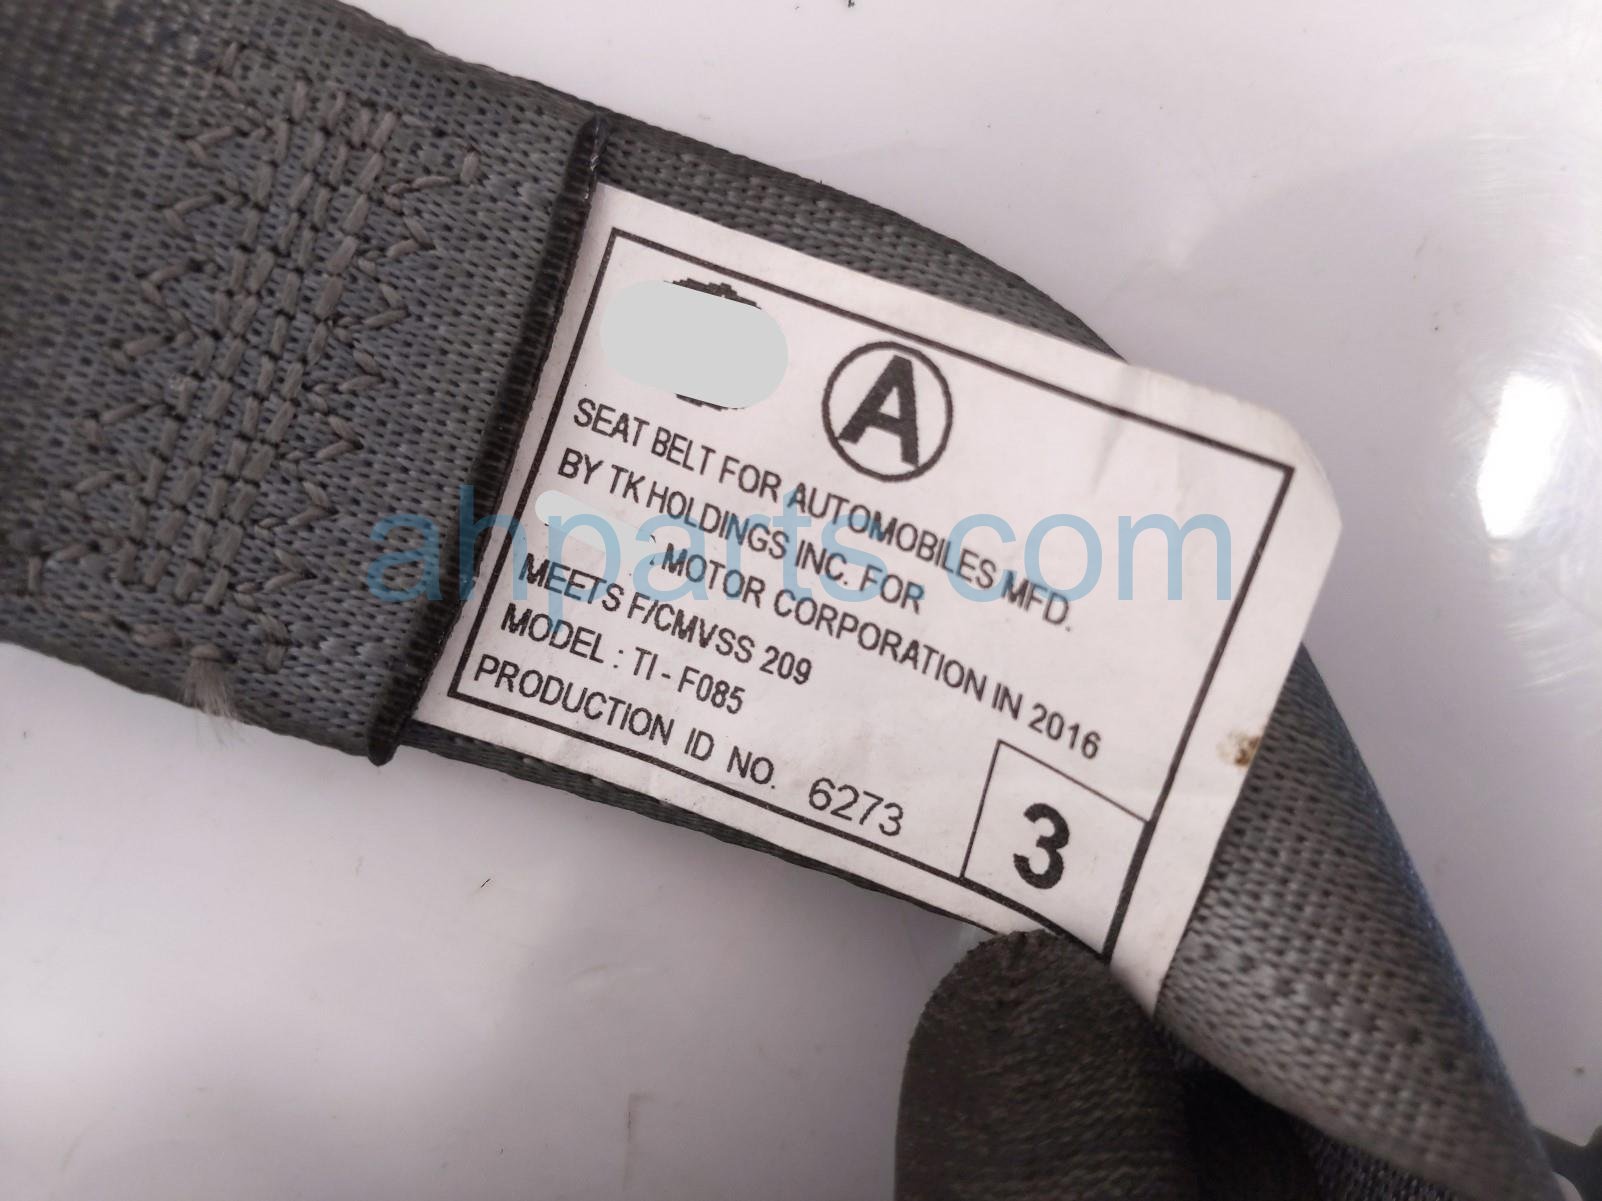 A
SEAT BELT FOR AUTOMOBILES MFD.
BY TK HOLDINGS INC. FOR
MOTOR CORPORATION IN 2016
MEETS F/CMVSS 209
MODEL : TI - F085
PRODUCTION ID NO. 6273
3
ahparts.com